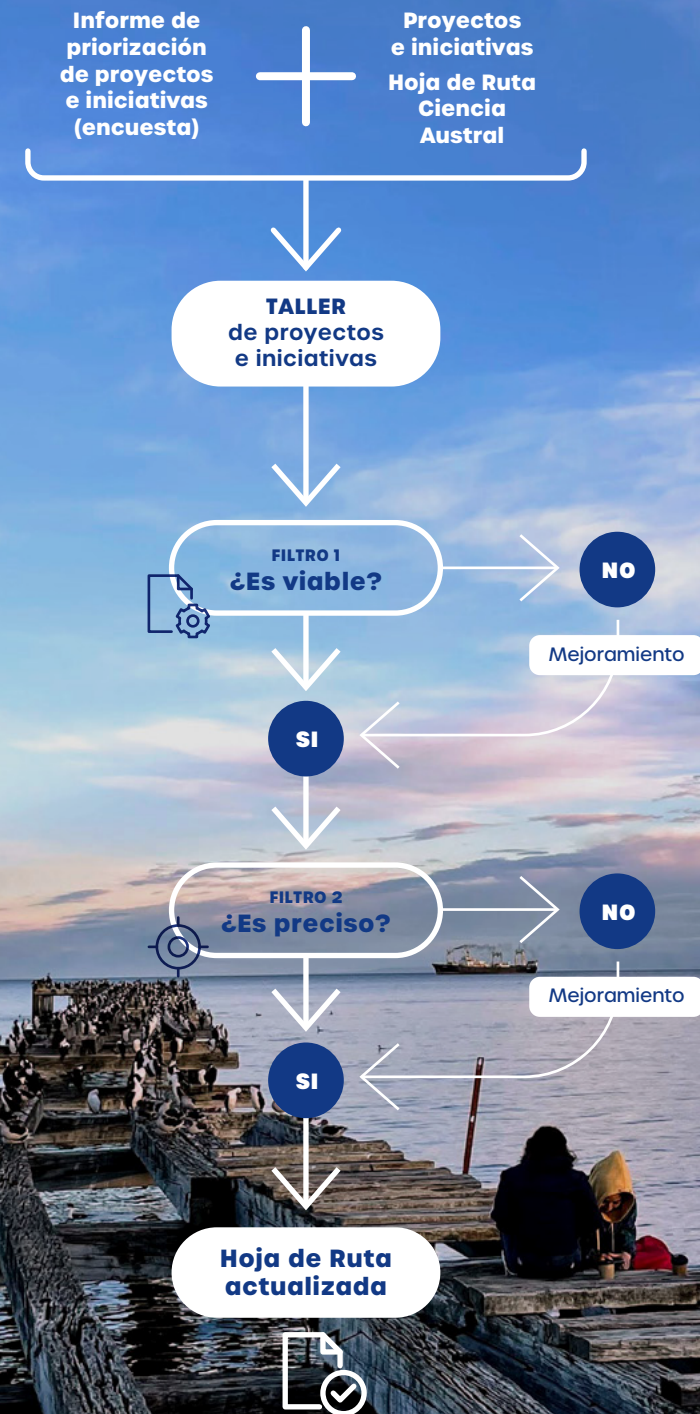 Informe de
priorización
de proyectos
e iniciativas
(encuesta)
Proyectos
e iniciativas
Hoja de Ruta
Ciencia
Austral
TALLER
de proyectos
e iniciativas
FILTRO 1
¿Es viable?
NO
Mejoramiento
SI
FILTRO 2
¿Es preciso?
NO
Mejoramiento
SI
Hoja de Ruta
actualizada